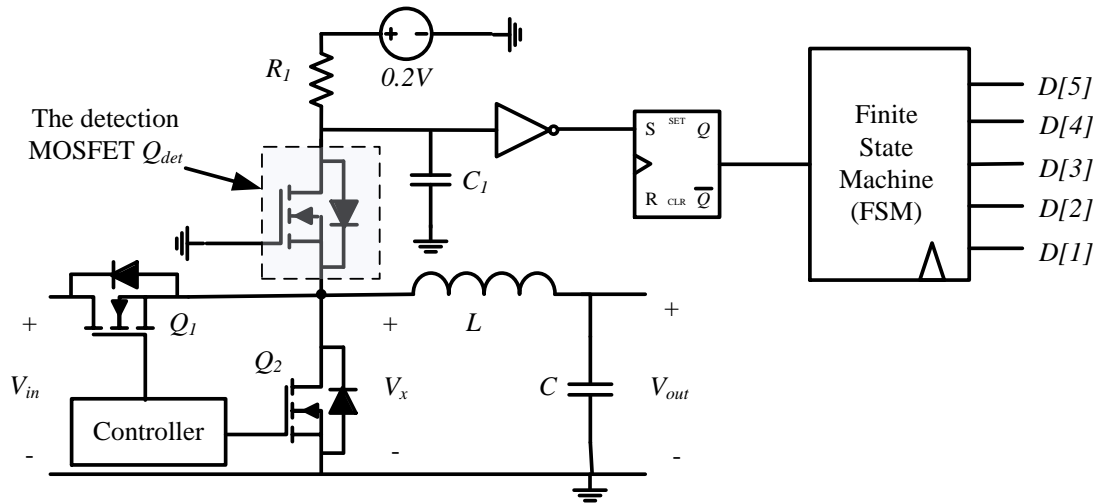 + -
0.2V
R1
The detection
MOSFET Qdet
C1
S SET Q
R CLR Q
Finite
State
Machine
(FSM)
D[5]
D[4]
D[3]
D[2]
D[1]
+
Q1
Vin
-
Controller
Q2
+
Vx
-
L
C
+
Vout
-